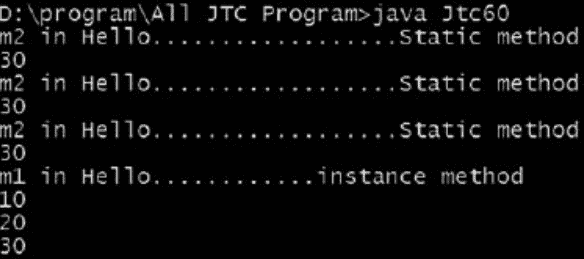 D:\program\All JTC Program>java Jtc60
m2 in Hello..................Static method
30
m2 in Hello..................Static method
30
m2 in Hello..................Static method
30
m1 in Hello............instance method
10
20
30